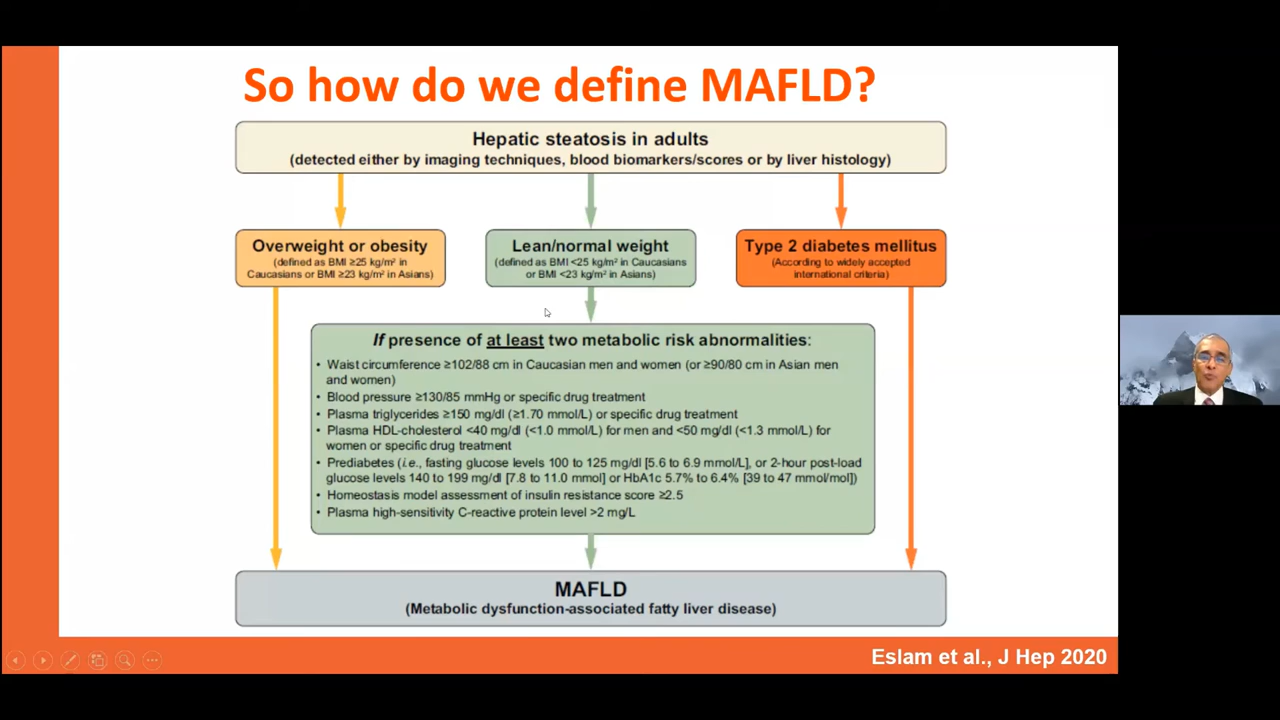 So how do we define MAFLD?
Hepatic steatosis in adults
(detected either by imaging techniques, blood biomarkers/scores or by liver histology)
Overweight or obesity
(defined as BMI ≥25 kg/m² in
Caucasians or BMI ≥23 kg/m² in Asians)
Lean/normal weight
(defined as BMI <25 kg/m² in Caucasians
or BMI <23 kg/m² in Asians)
Type 2 diabetes mellitus
(According to widely accepted
international criteria)
If presence of at least two metabolic risk abnormalities:
• Waist circumference ≥102/88 cm in Caucasian men and women (or ≥90/80 cm in Asian men
and women)
• Blood pressure ≥130/85 mmHg or specific drug treatment
• Plasma triglycerides ≥150 mg/dl (≥1.70 mmol/L) or specific drug treatment
• Plasma HDL-cholesterol <40 mg/dl (<1.0 mmol/L) for men and <50 mg/dl (<1.3 mmol/L) for
women or specific drug treatment
• Prediabetes (i.e., fasting glucose levels 100 to 125 mg/dl [5.6 to 6.9 mmol/L], or 2-hour post-load
glucose levels 140 to 199 mg/dl [7.8 to 11.0 mmol] or HbA1c 5.7% to 6.4% [39 to 47 mmol/mol])
• Homeostasis model assessment of insulin resistance score ≥2.5
• Plasma high-sensitivity C-reactive protein level >2 mg/L
MAFLD
(Metabolic dysfunction-associated fatty liver disease)
Eslam et al., J Hep 2020